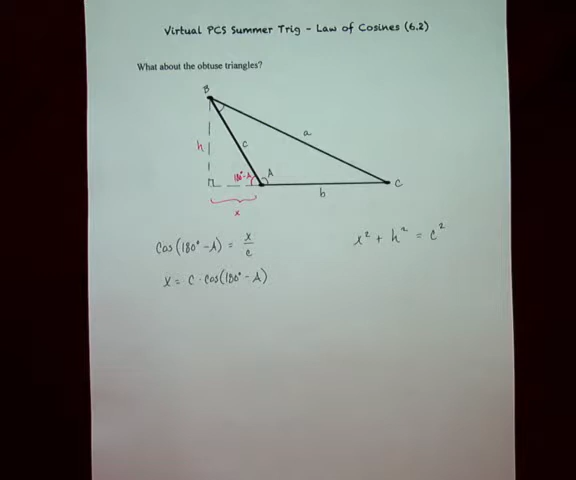 Virtual PCS Summer Trig - Law of Cosines (6.2)
What about the obtuse triangles?
B
a
h
c
180°-A
A
C
b
x
cos(180° - A) = x/c
x² + h² = c²
x = c · cos(180° - A)